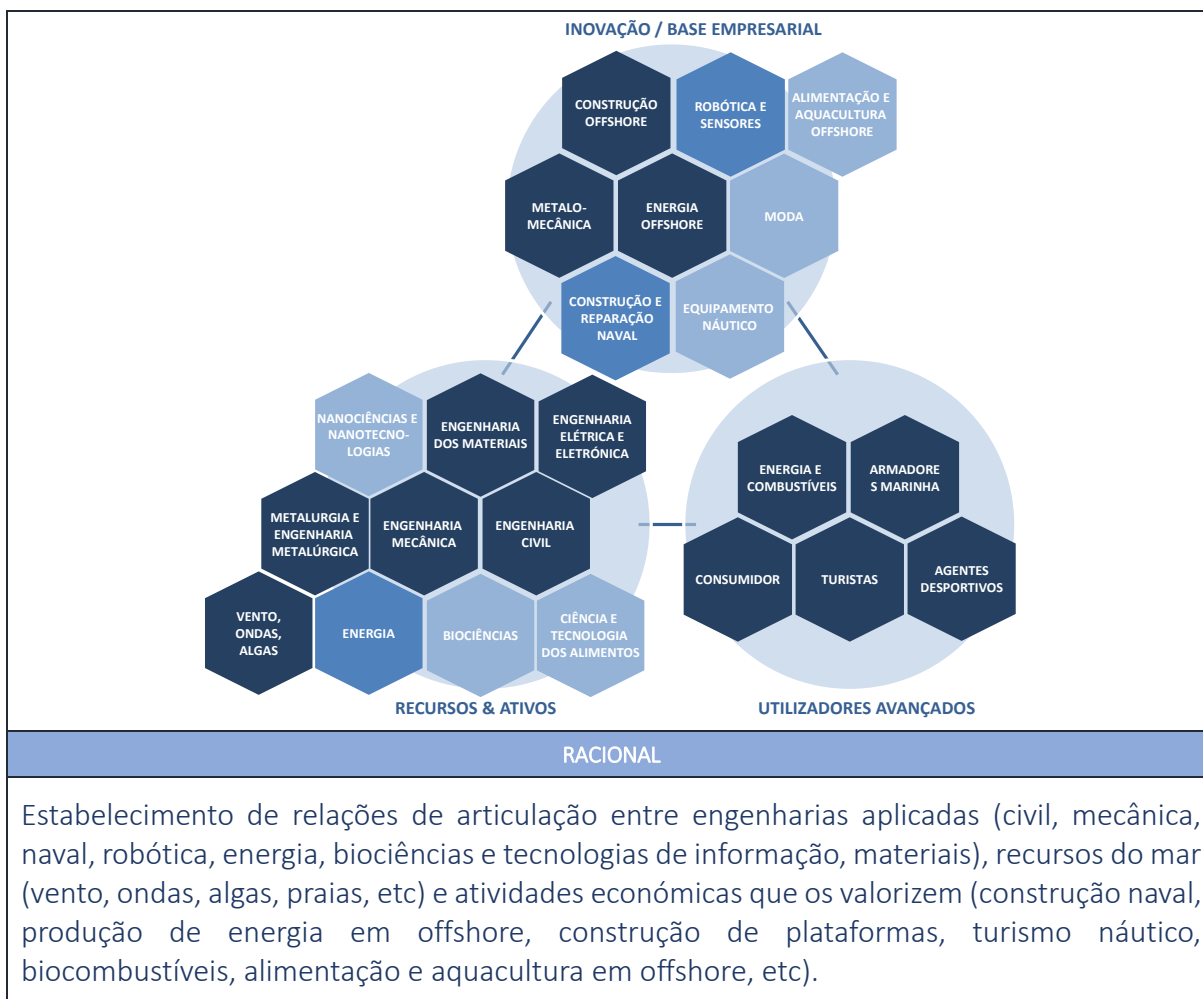 INOVAÇÃO / BASE EMPRESARIAL
CONSTRUÇÃO
OFFSHORE
ROBÓTICA E
SENSORES
ALIMENTAÇÃO E
AQUACULTURA
OFFSHORE
METALO-
MECÂNICA
ENERGIA
OFFSHORE
MODA
CONSTRUÇÃO E
REPARAÇÃO
NAVAL
EQUIPAMENTO
NÁUTICO
NANOCIÊNCIAS E
NANOTECNO-
LOGIAS
ENGENHARIA
DOS MATERIAIS
ENGENHARIA
ELÉTRICA E
ELETRÓNICA
METALURGIA E
ENGENHARIA
METALÚRGICA
ENGENHARIA
MECÂNICA
ENGENHARIA
CIVIL
VENTO,
ONDAS,
ALGAS
ENERGIA
BIOCIÊNCIAS
CIÊNCIA E
TECNOLOGIA
DOS ALIMENTOS
RECURSOS & ATIVOS
ENERGIA E
COMBUSTÍVEIS
ARMADORE
S MARINHA
CONSUMIDOR
TURISTAS
AGENTES
DESPORTIVOS
UTILIZADORES AVANÇADOS
RACIONAL
Estabelecimento de relações de articulação entre engenharias aplicadas (civil, mecânica,
naval, robótica, energia, biociências e tecnologias de informação, materiais), recursos do mar
(vento, ondas, algas, praias, etc) e atividades económicas que os valorizem (construção naval,
produção de energia em offshore, construção de plataformas, turismo náutico,
biocombustíveis, alimentação e aquacultura em offshore, etc).